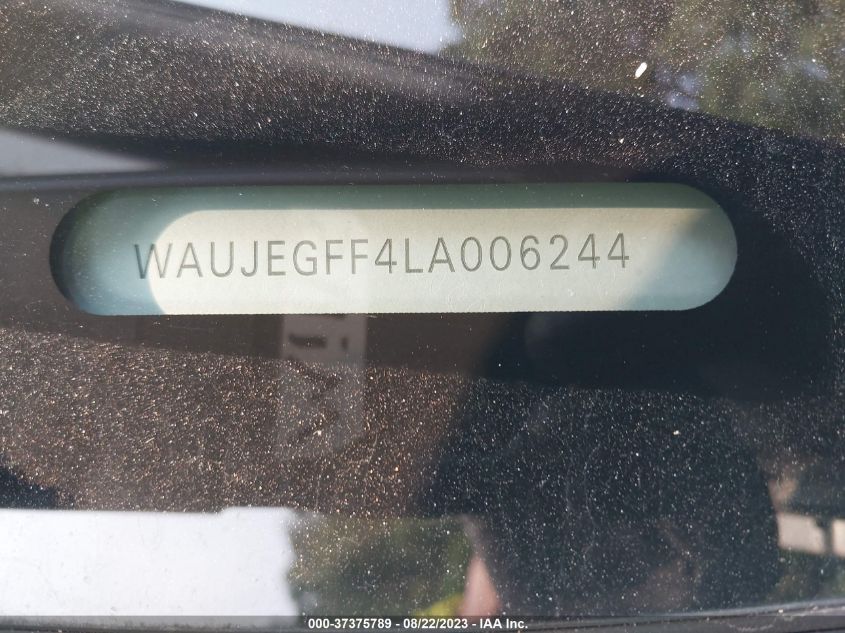 WAUJEGFF4LA006244
000-37375789 - 08/22/2023 - IAA Inc.